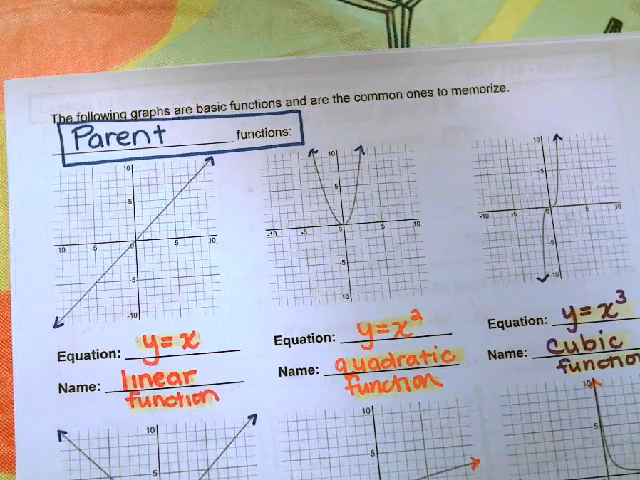 The following graphs are basic functions and are the common ones to memorize.
Parent functions:
10 10 10
5 5
-10 -5 5 10 -10 -5 5 10 -10 -5 5 10
-5 -5 -5
-10 -10 -10
Equation: y=x Equation: y=x² Equation: y=x³
Name: linear function Name: quadratic function Name: cubic function
10 10 10
5 5 5